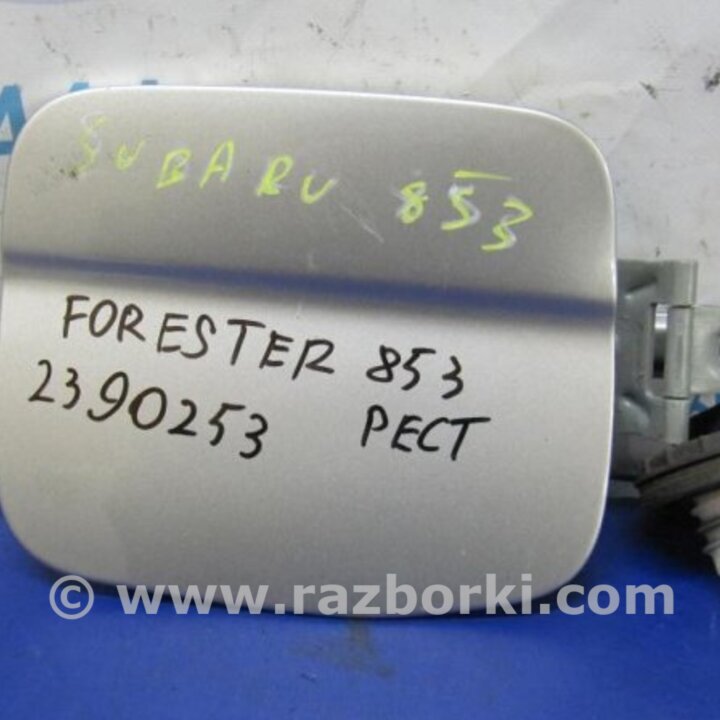 SUBARU 853
FORESTER 853
2390253 РЕСТ
© www.razborki.com